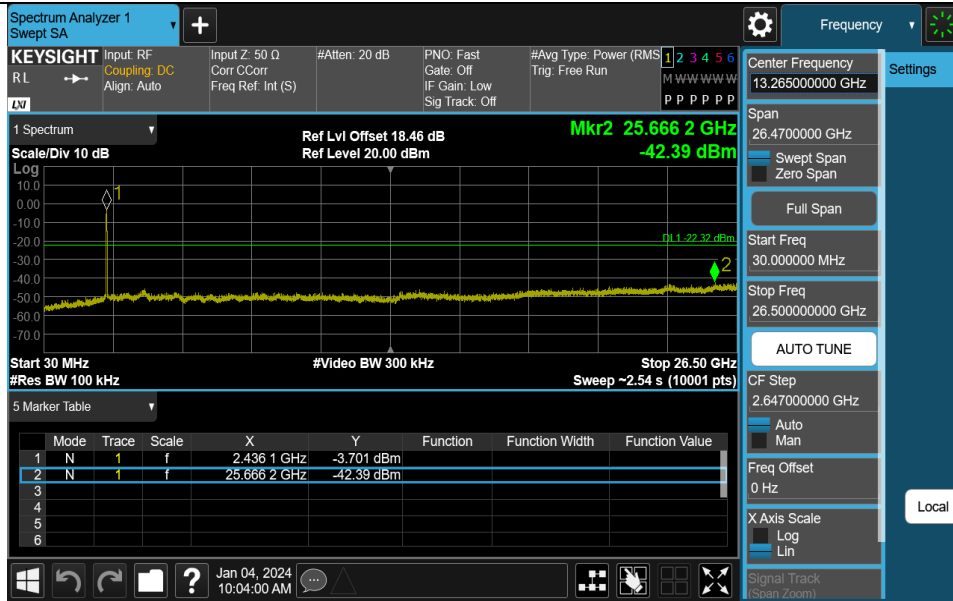 Spectrum Analyzer 1
Swept SA
+
Frequency
KEYSIGHT
RL
LXI
Input: RF
Coupling: DC
Align: Auto
Input Z: 50 Ω
Corr CCorr
Freq Ref: Int (S)
#Atten: 20 dB
PNO: Fast
Gate: Off
IF Gain: Low
Sig Track: Off
#Avg Type: Power (RMS
Trig: Free Run
1 2 3 4 5 6
M W W W W W
P P P P P P
1 Spectrum
Scale/Div 10 dB
Ref Lvl Offset 18.46 dB
Ref Level 20.00 dBm
Mkr2 25.666 2 GHz
-42.39 dBm
Log
10.0
0.00
-10.0
-20.0
-30.0
-40.0
-50.0
-60.0
-70.0
1
DL1 -22.32 dBm
2
Start 30 MHz
#Res BW 100 kHz
#Video BW 300 kHz
Stop 26.50 GHz
Sweep ~2.54 s (10001 pts)
5 Marker Table
Mode Trace Scale X Y Function Function Width Function Value
1 N 1 f 2.436 1 GHz -3.701 dBm
2 N 1 f 25.666 2 GHz -42.39 dBm
3
4
5
6
Jan 04, 2024
10:04:00 AM
?
Center Frequency
13.265000000 GHz
Settings
Span
26.4700000 GHz
Swept Span
Zero Span
Full Span
Start Freq
30.000000 MHz
Stop Freq
26.500000000 GHz
AUTO TUNE
CF Step
2.647000000 GHz
Auto
Man
Freq Offset
0 Hz
Local
X Axis Scale
Log
Lin
Signal Track
(Span Zoom)